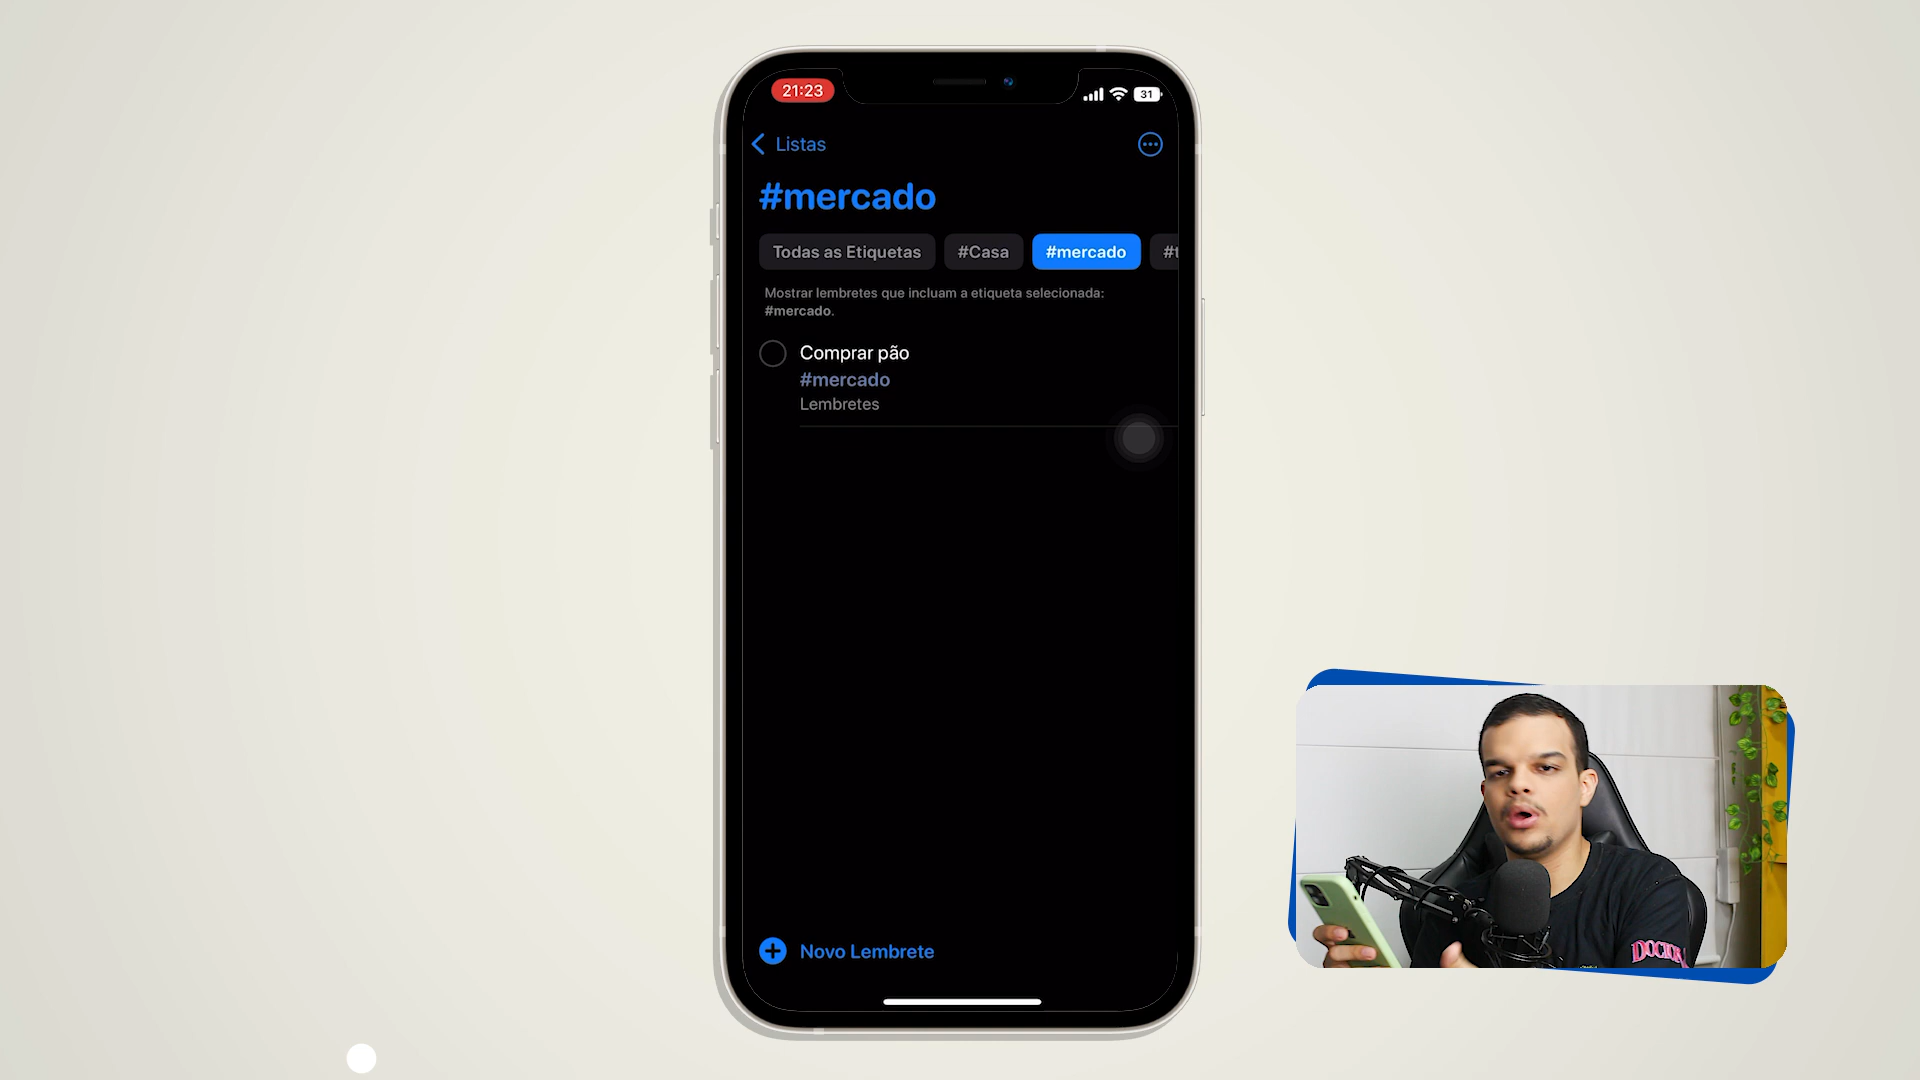 21:23
31
Listas
#mercado
Todas as Etiquetas
#Casa
#mercado
#t
Mostrar lembretes que incluam a etiqueta selecionada:
#mercado.
Comprar pão
#mercado
Lembretes
Novo Lembrete
DOCTOR